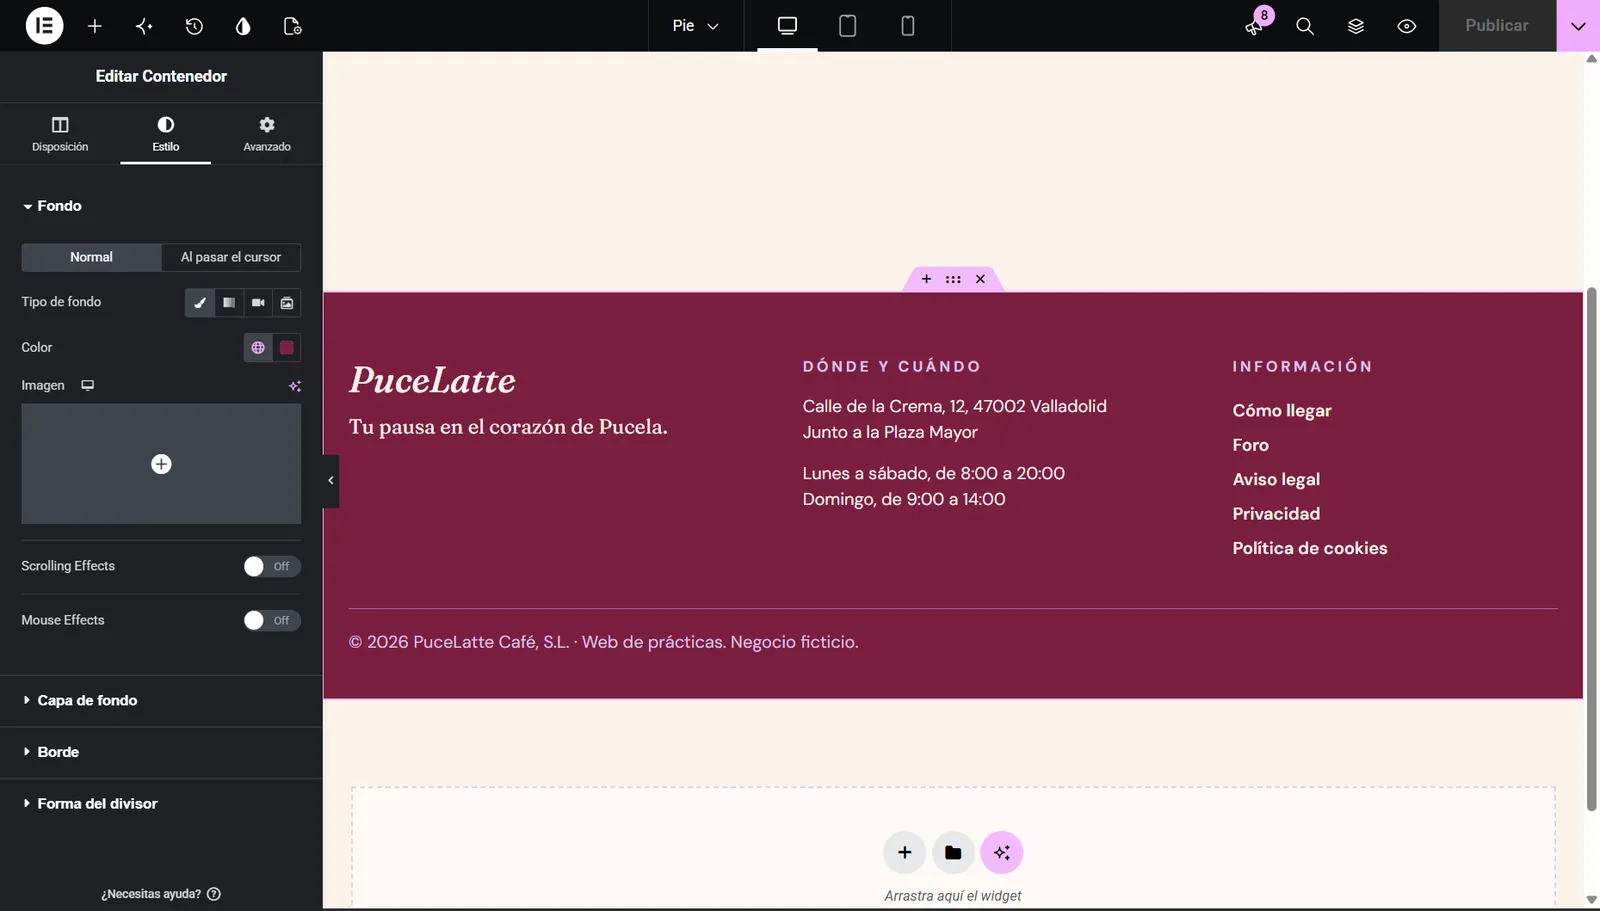 Pie
8
Publicar
Editar Contenedor
Disposición
Estilo
Avanzado
Fondo
Normal
Al pasar el cursor
Tipo de fondo
Color
Imagen
Scrolling Effects
Off
Mouse Effects
Off
Capa de fondo
Borde
Forma del divisor
¿Necesitas ayuda?
PuceLatte
Tu pausa en el corazón de Pucela.
DÓNDE Y CUÁNDO
Calle de la Crema, 12, 47002 Valladolid
Junto a la Plaza Mayor
Lunes a sábado, de 8:00 a 20:00
Domingo, de 9:00 a 14:00
INFORMACIÓN
Cómo llegar
Foro
Aviso legal
Privacidad
Política de cookies
© 2026 PuceLatte Café, S.L. · Web de prácticas. Negocio ficticio.
Arrastra aquí el widget